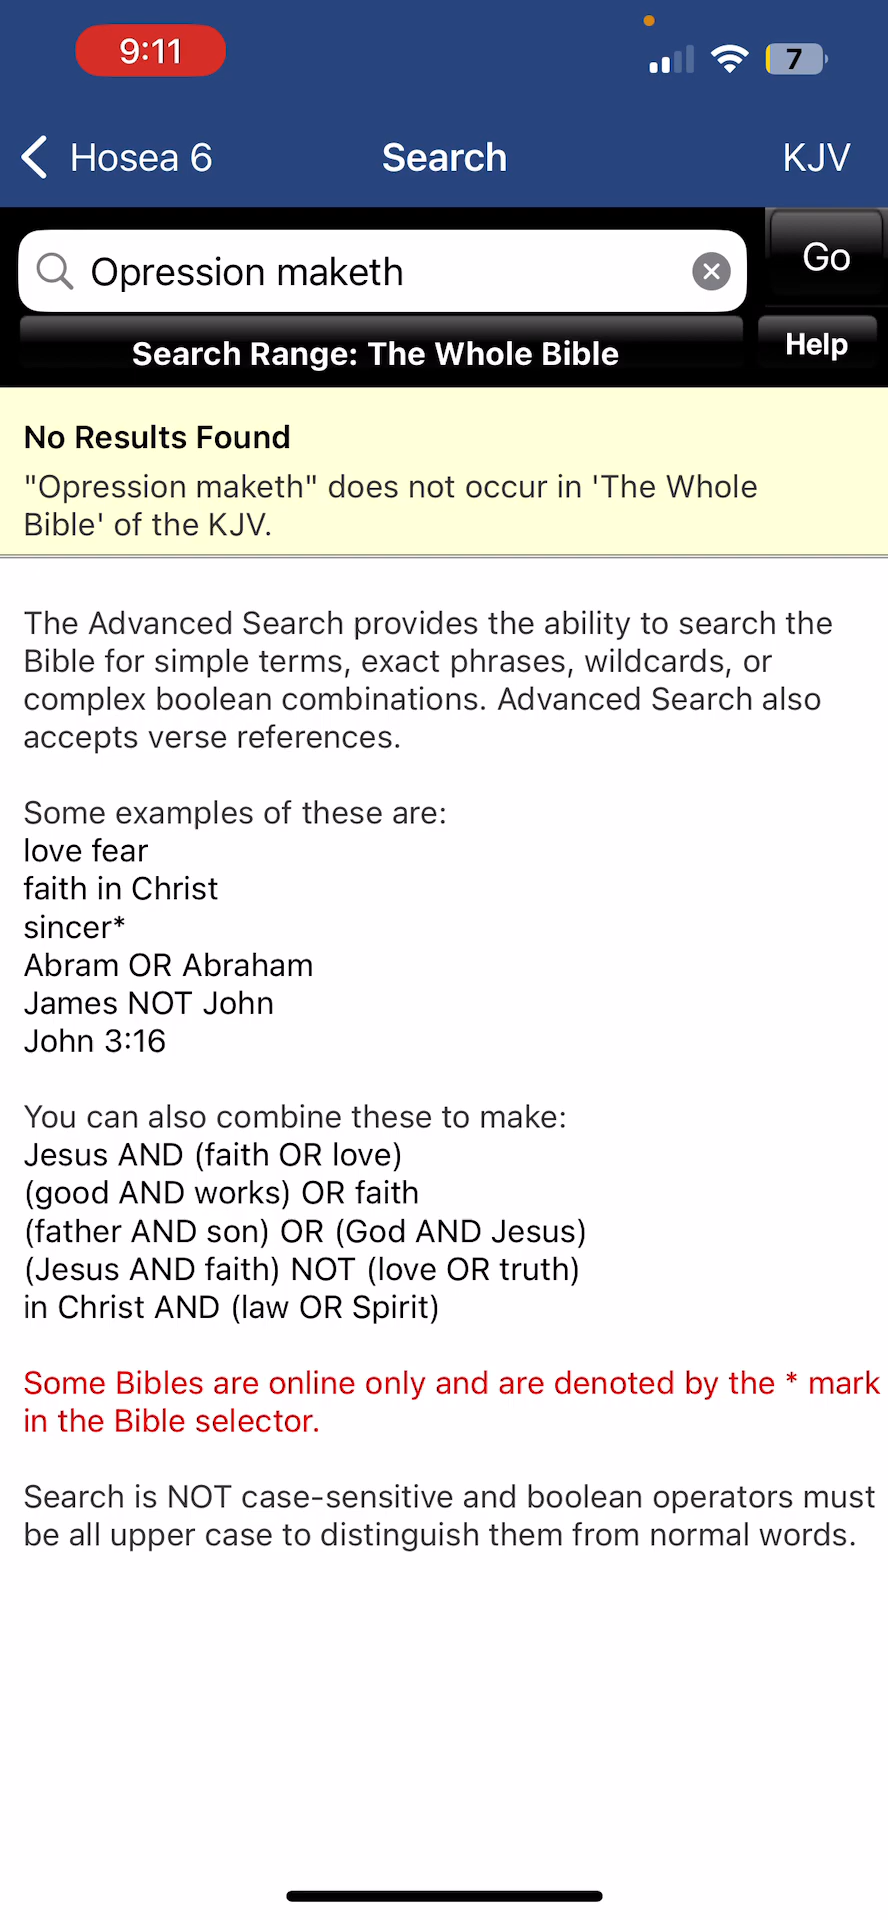 9:11
7
Hosea 6
Search
KJV
Opression maketh
Go
Search Range: The Whole Bible
Help
No Results Found
"Opression maketh" does not occur in 'The Whole
Bible' of the KJV.
The Advanced Search provides the ability to search the
Bible for simple terms, exact phrases, wildcards, or
complex boolean combinations. Advanced Search also
accepts verse references.
Some examples of these are:
love fear
faith in Christ
sincer*
Abram OR Abraham
James NOT John
John 3:16
You can also combine these to make:
Jesus AND (faith OR love)
(good AND works) OR faith
(father AND son) OR (God AND Jesus)
(Jesus AND faith) NOT (love OR truth)
in Christ AND (law OR Spirit)
Some Bibles are online only and are denoted by the * mark
in the Bible selector.
Search is NOT case-sensitive and boolean operators must
be all upper case to distinguish them from normal words.